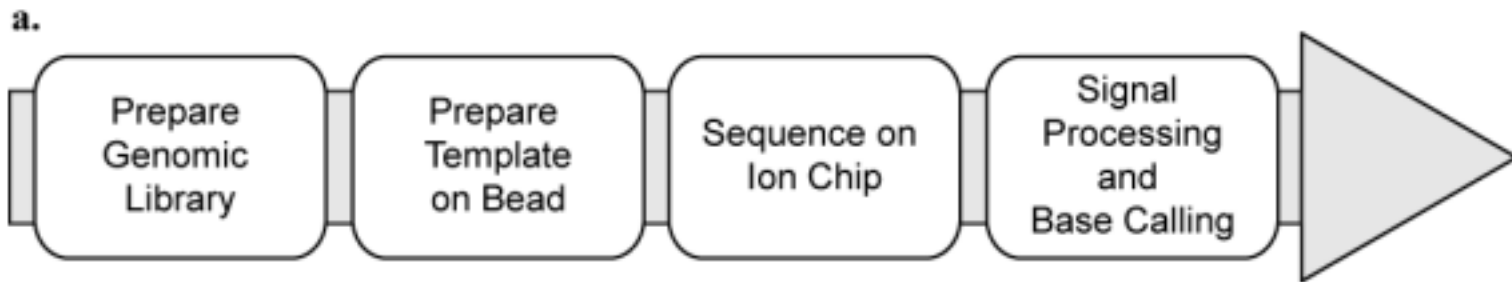 a.
Prepare
Genomic
Library
Prepare
Template
on Bead
Sequence on
Ion Chip
Signal
Processing
and
Base Calling